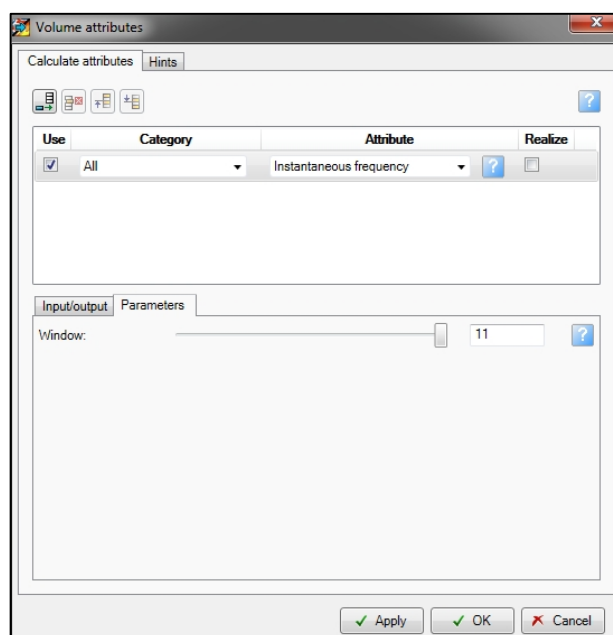 Volume attributes
Calculate attributes Hints
Use Category Attribute Realize
All Instantaneous frequency ?
Input/output Parameters
Window: 11 ?
Apply OK Cancel